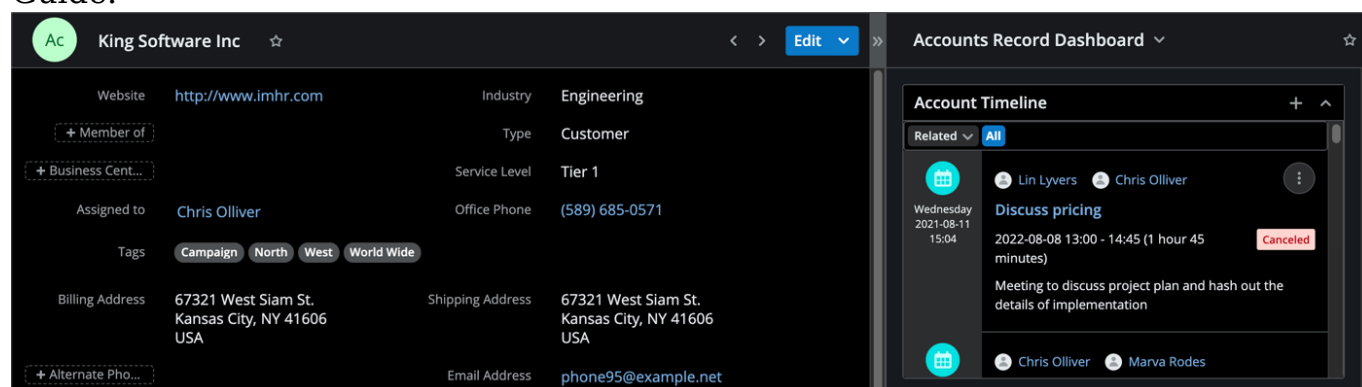 Guide.
Ac King Software Inc Edit
Website http://www.imhr.com Industry Engineering
+ Member of Type Customer
+ Business Cent... Service Level Tier 1
Assigned to Chris Olliver Office Phone (589) 685-0571
Tags Campaign North West World Wide
Billing Address 67321 West Siam St. Shipping Address 67321 West Siam St.
Kansas City, NY 41606 Kansas City, NY 41606
USA USA
+ Alternate Pho... Email Address phone95@example.net
Accounts Record Dashboard
Account Timeline
Related All
Lin Lyvers Chris Olliver
Wednesday Discuss pricing
2021-08-11
15:04 2022-08-08 13:00 - 14:45 (1 hour 45 Canceled
minutes)
Meeting to discuss project plan and hash out the
details of implementation
Chris Olliver Marva Rodes